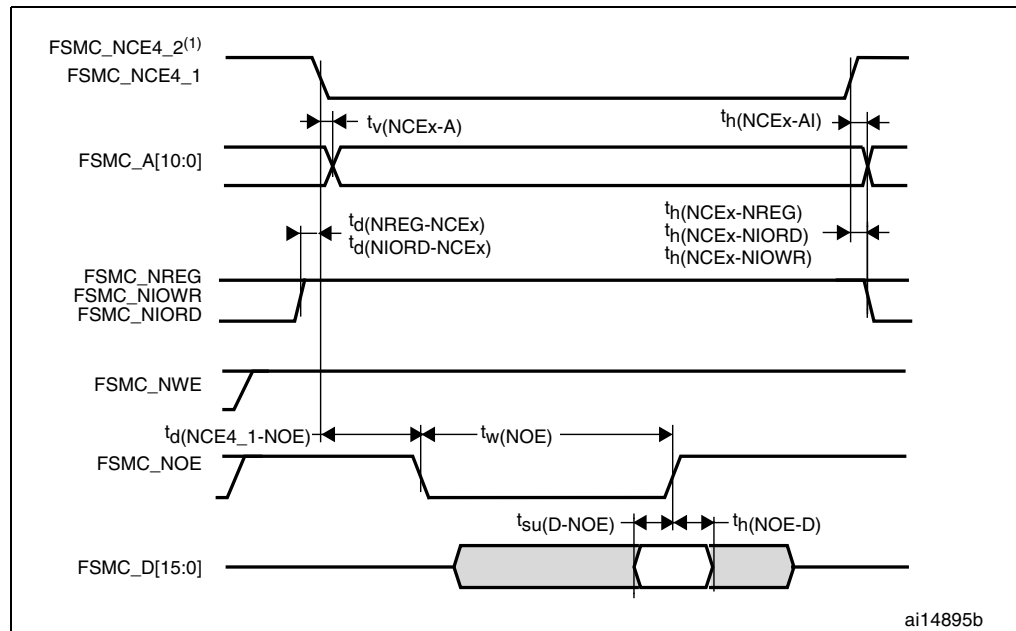 FSMC_NCE4_2(1)
FSMC_NCE4_1
tv(NCEx-A)
th(NCEx-AI)
FSMC_A[10:0]
td(NREG-NCEx)
td(NIORD-NCEx)
th(NCEx-NREG)
th(NCEx-NIORD)
th(NCEx-NIOWR)
FSMC_NREG
FSMC_NIOWR
FSMC_NIORD
FSMC_NWE
td(NCE4_1-NOE)
tw(NOE)
FSMC_NOE
tsu(D-NOE)
th(NOE-D)
FSMC_D[15:0]
ai14895b